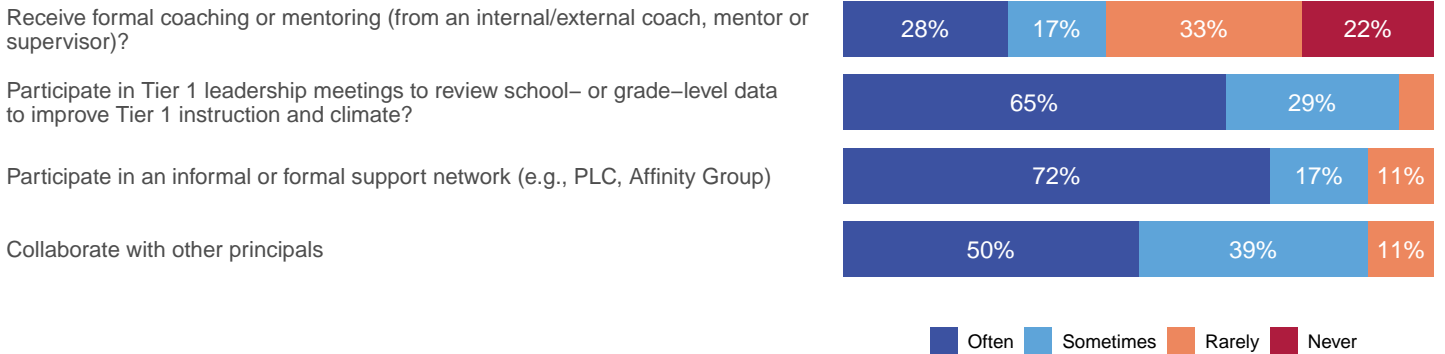 Receive formal coaching or mentoring (from an internal/external coach, mentor or
supervisor)?
28% 17% 33% 22%
Participate in Tier 1 leadership meetings to review school− or grade−level data
to improve Tier 1 instruction and climate?
65% 29%
Participate in an informal or formal support network (e.g., PLC, Affinity Group)
72% 17% 11%
Collaborate with other principals
50% 39% 11%
Often Sometimes Rarely Never